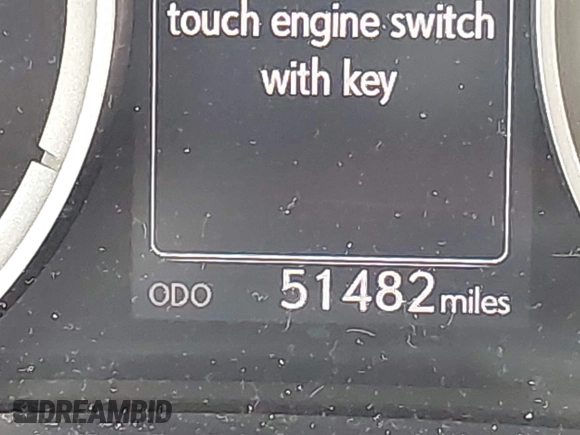 touch engine switch
with key
ODO 51482 miles
DREAMBID